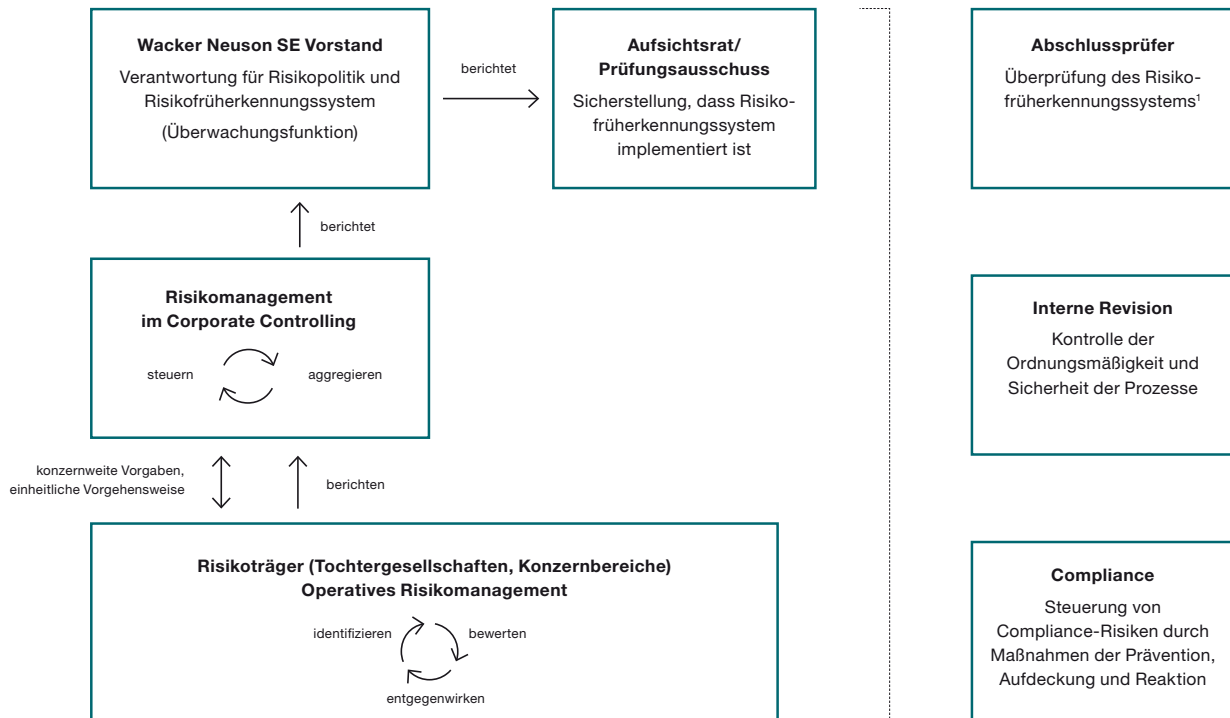 Wacker Neuson SE Vorstand
Verantwortung für Risikopolitik und
Risikofrüherkennungssystem
(Überwachungsfunktion)
berichtet
Aufsichtsrat/
Prüfungsausschuss
Sicherstellung, dass Risiko-
früherkennungssystem
implementiert ist
Abschlussprüfer
Überprüfung des Risiko-
früherkennungssystems¹
berichtet
Risikomanagement
im Corporate Controlling
steuern
aggregieren
Interne Revision
Kontrolle der
Ordnungsmäßigkeit und
Sicherheit der Prozesse
konzernweite Vorgaben,
einheitliche Vorgehensweise
berichten
Risikoträger (Tochtergesellschaften, Konzernbereiche)
Operatives Risikomanagement
identifizieren
bewerten
entgegenwirken
Compliance
Steuerung von
Compliance-Risiken durch
Maßnahmen der Prävention,
Aufdeckung und Reaktion